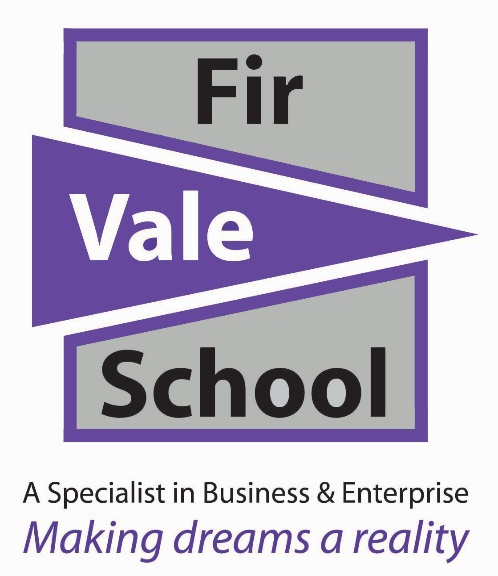 Fir
Vale
School
A Specialist in Business & Enterprise
Making dreams a reality